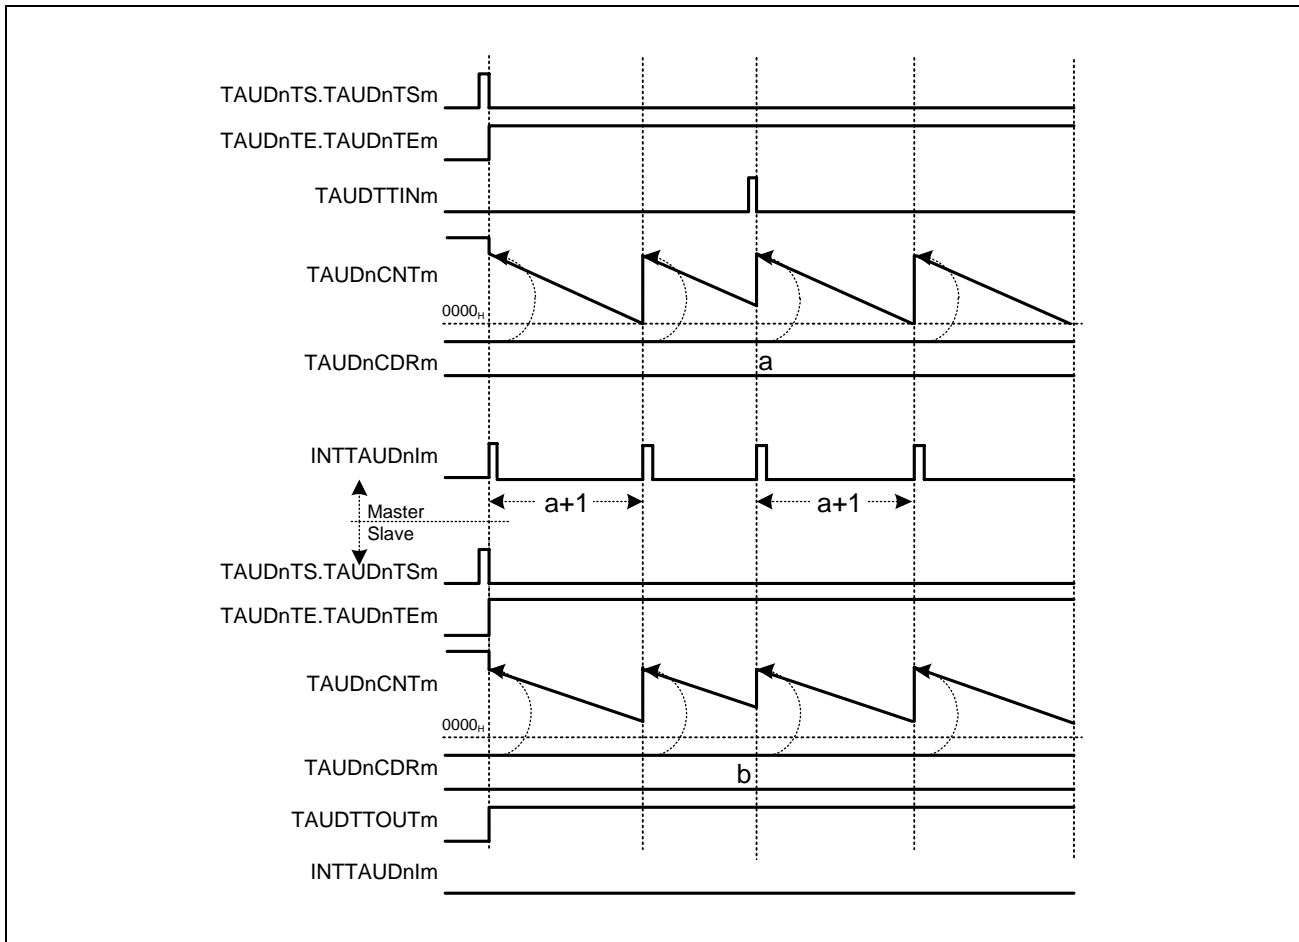 TAUDnTS.TAUDnTSm
TAUDnTE.TAUDnTEm
TAUDTTINm
TAUDnCNTm
0000H
TAUDnCDRm
a
INTTAUDnIm
a+1
a+1
Master
Slave
TAUDnTS.TAUDnTSm
TAUDnTE.TAUDnTEm
TAUDnCNTm
0000H
TAUDnCDRm
b
TAUDTTOUTm
INTTAUDnIm